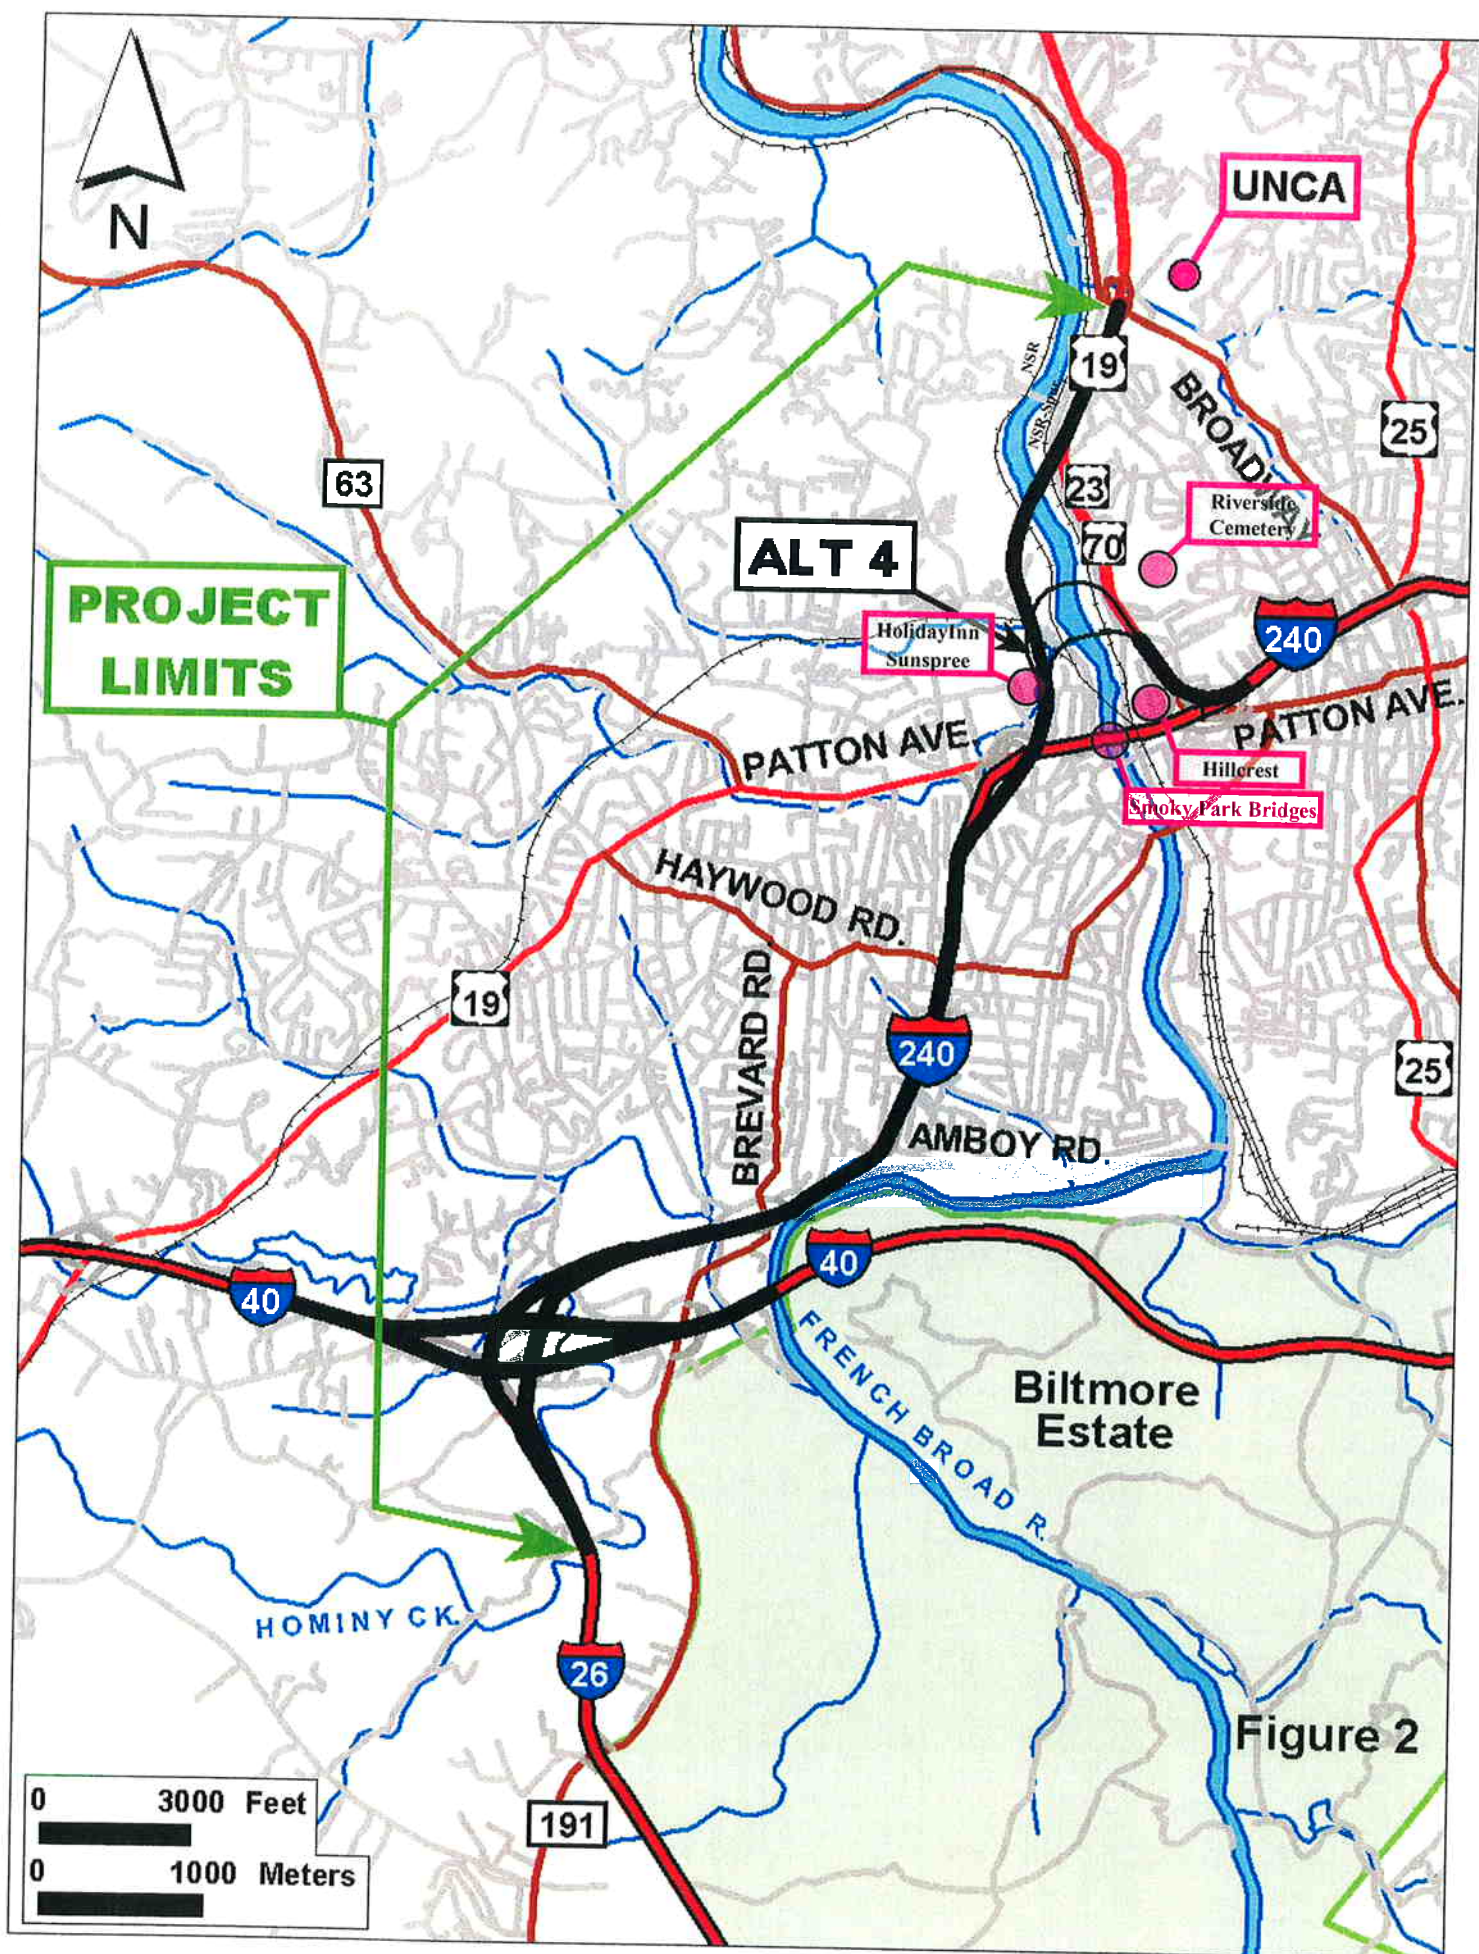 UNCA
N
NSR
19
BROADWAY
25
NSR Spur
63
23
Riverside
Cemetery
70
ALT 4
PROJECT
LIMITS
HolidayInn
Sunspree
240
PATTON AVE.
PATTON AVE.
Hillcrest
Smoky Park Bridges
HAYWOOD RD.
BREVARD RD.
19
240
25
AMBOY RD.
40
40
FRENCH BROAD R.
Biltmore
Estate
HOMINY CK.
26
Figure 2
191
0 3000 Feet
0 1000 Meters